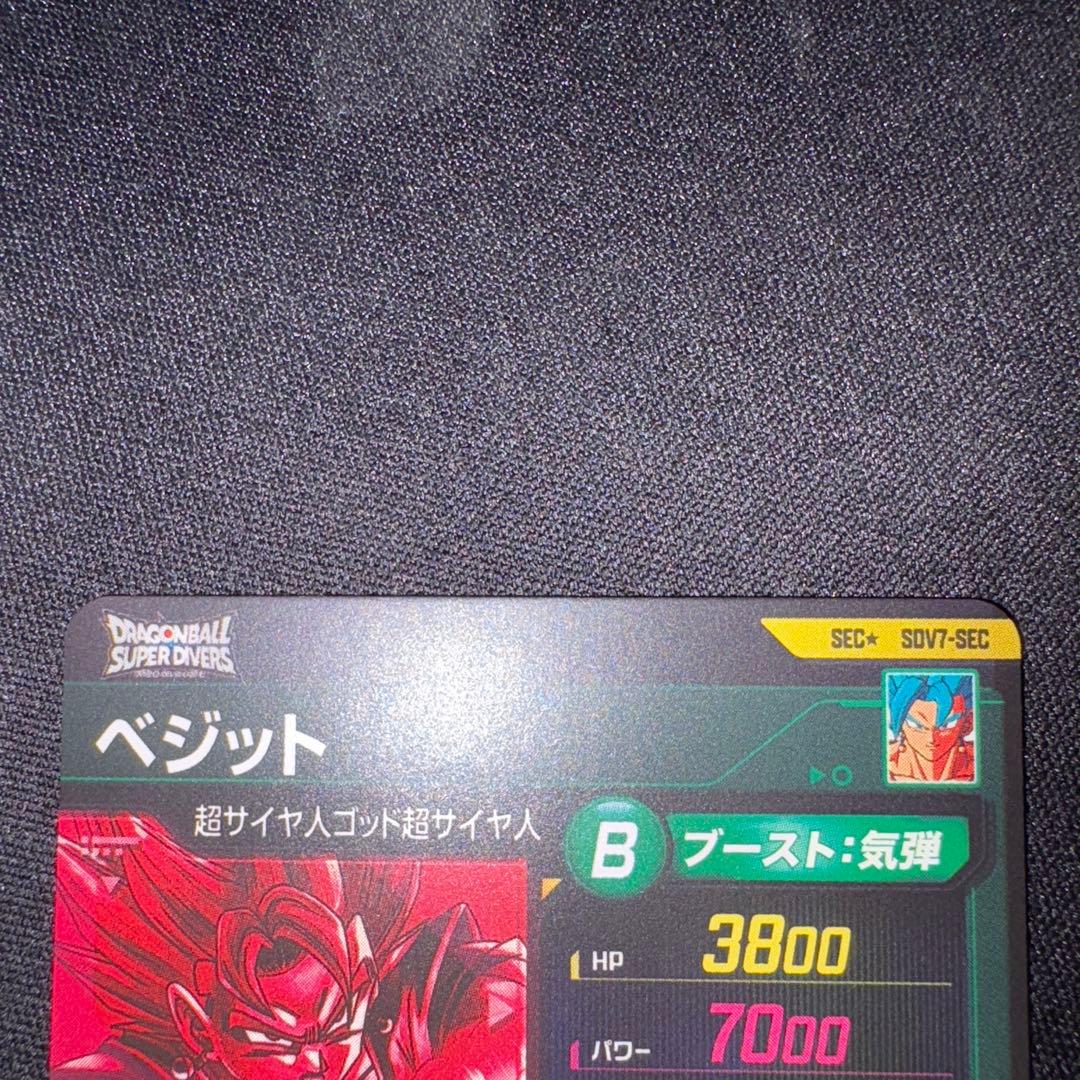 DRAGONBALL
SUPER DIVERS
SEC★ SDV7-SEC
ベジット
超サイヤ人ゴッド超サイヤ人
B ブースト:気弾
HP 3800
パワー 7000